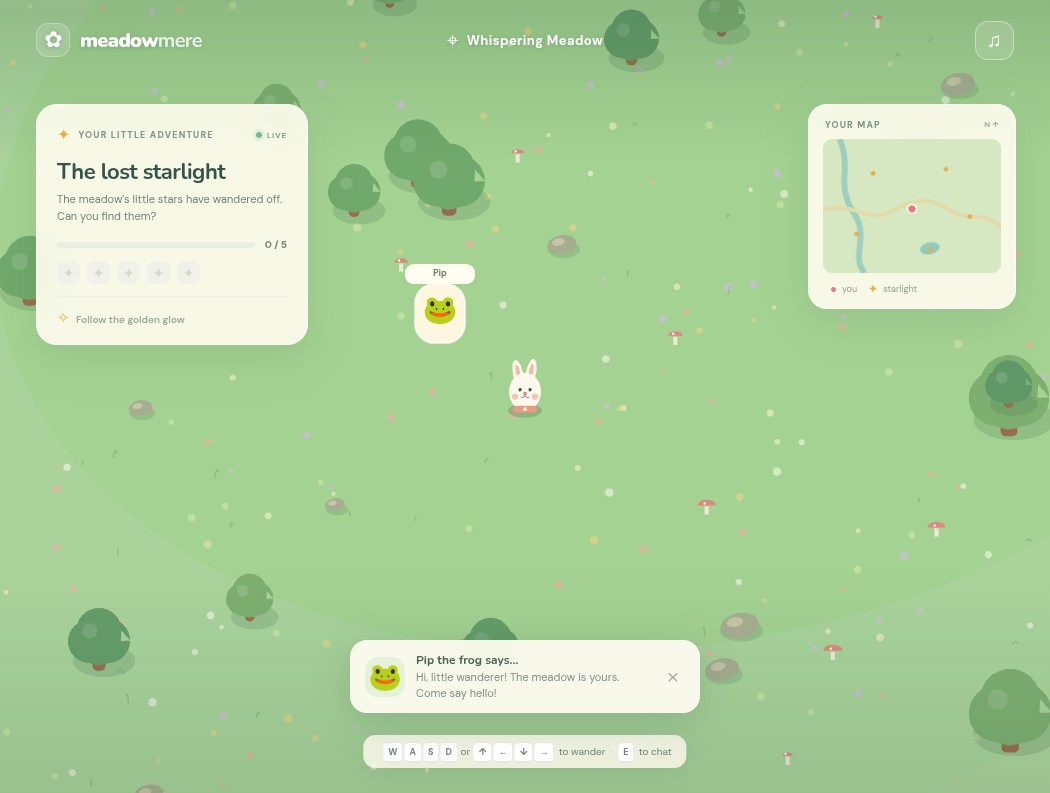 meadowmere
Whispering Meadow
YOUR LITTLE ADVENTURE
LIVE
The lost starlight
The meadow's little stars have wandered off.
Can you find them?
0 / 5
Follow the golden glow
YOUR MAP
N↑
you
starlight
Pip
Pip the frog says...
Hi, little wanderer! The meadow is yours.
Come say hello!
W A S D or ↑ ← ↓ → to wander · E to chat